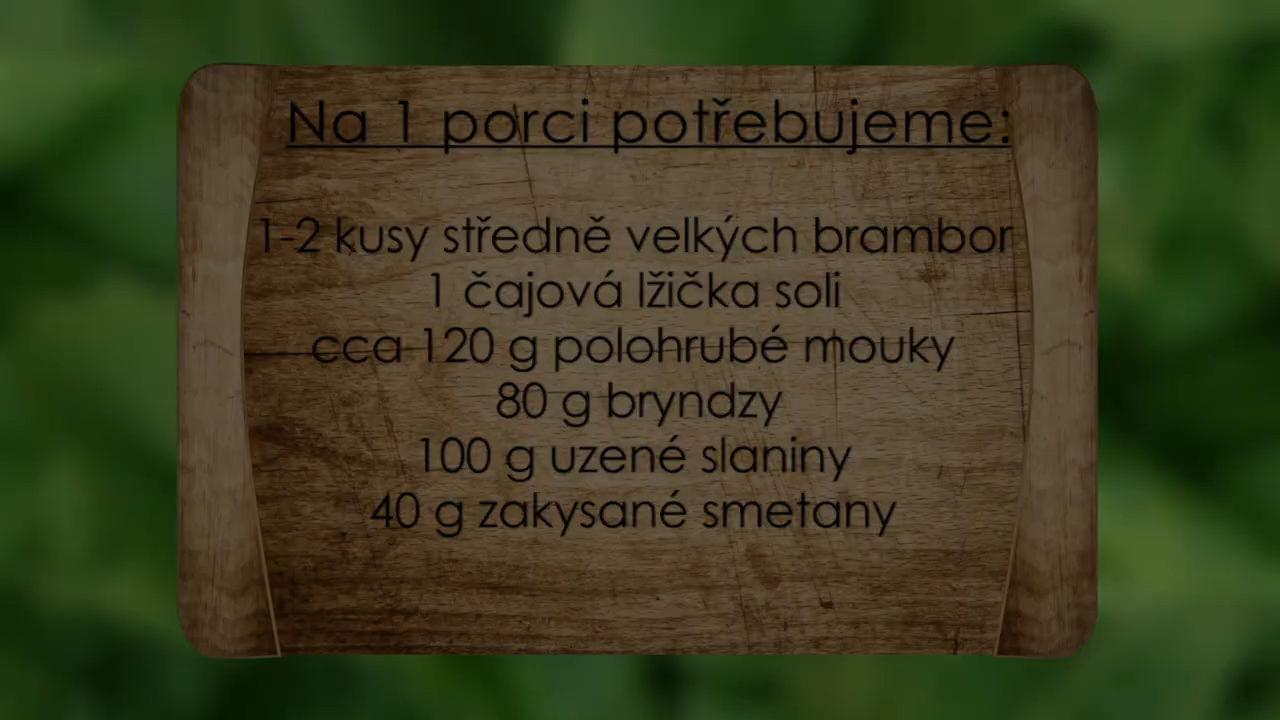 Na 1 porci potřebujeme:
1-2 kusy středně velkých brambor
1 čajová lžička soli
cca 120 g polohrubé mouky
80 g bryndzy
100 g uzené slaniny
40 g zakysané smetany